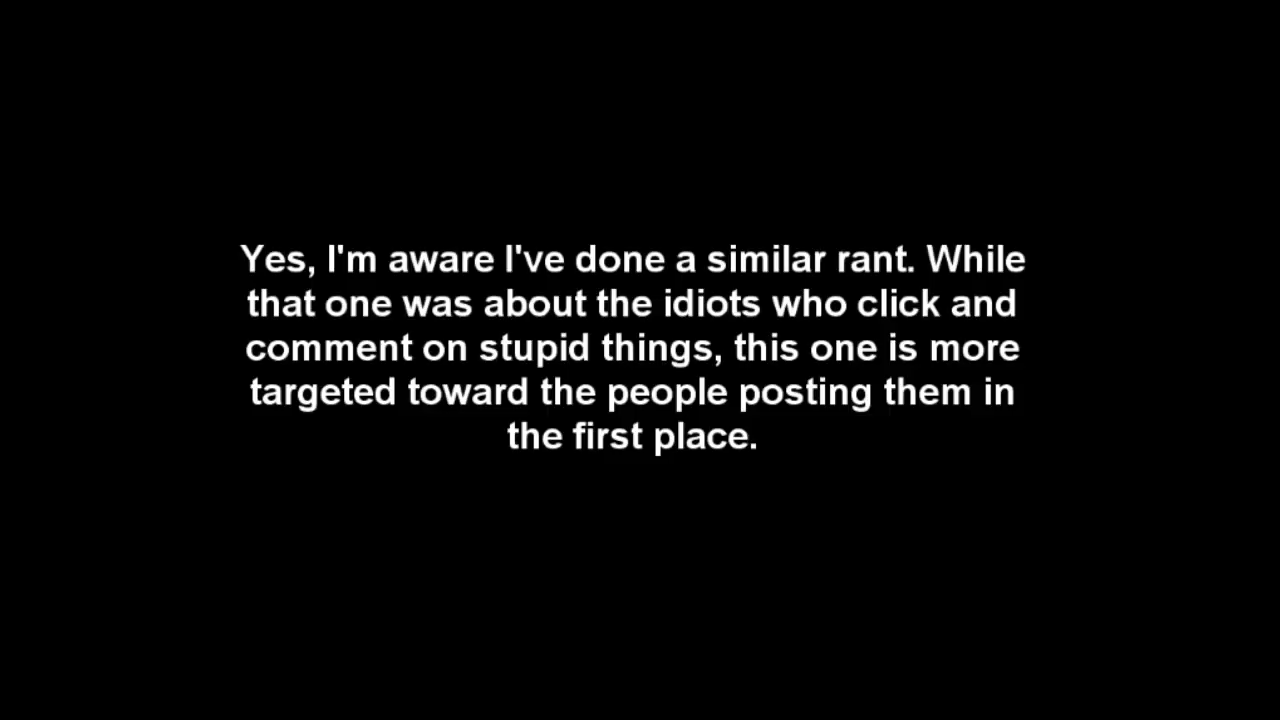 Yes, I'm aware I've done a similar rant. While
that one was about the idiots who click and
comment on stupid things, this one is more
targeted toward the people posting them in
the first place.